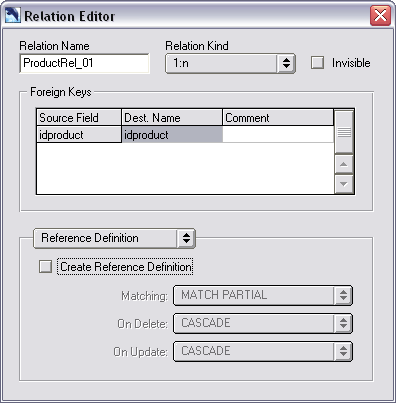 Relation Editor
Relation Name Relation Kind
ProductRel_01 1:n Invisible
Foreign Keys
Source Field Dest. Name Comment
idproduct idproduct
Reference Definition
Create Reference Definition
Matching: MATCH PARTIAL
On Delete: CASCADE
On Update: CASCADE